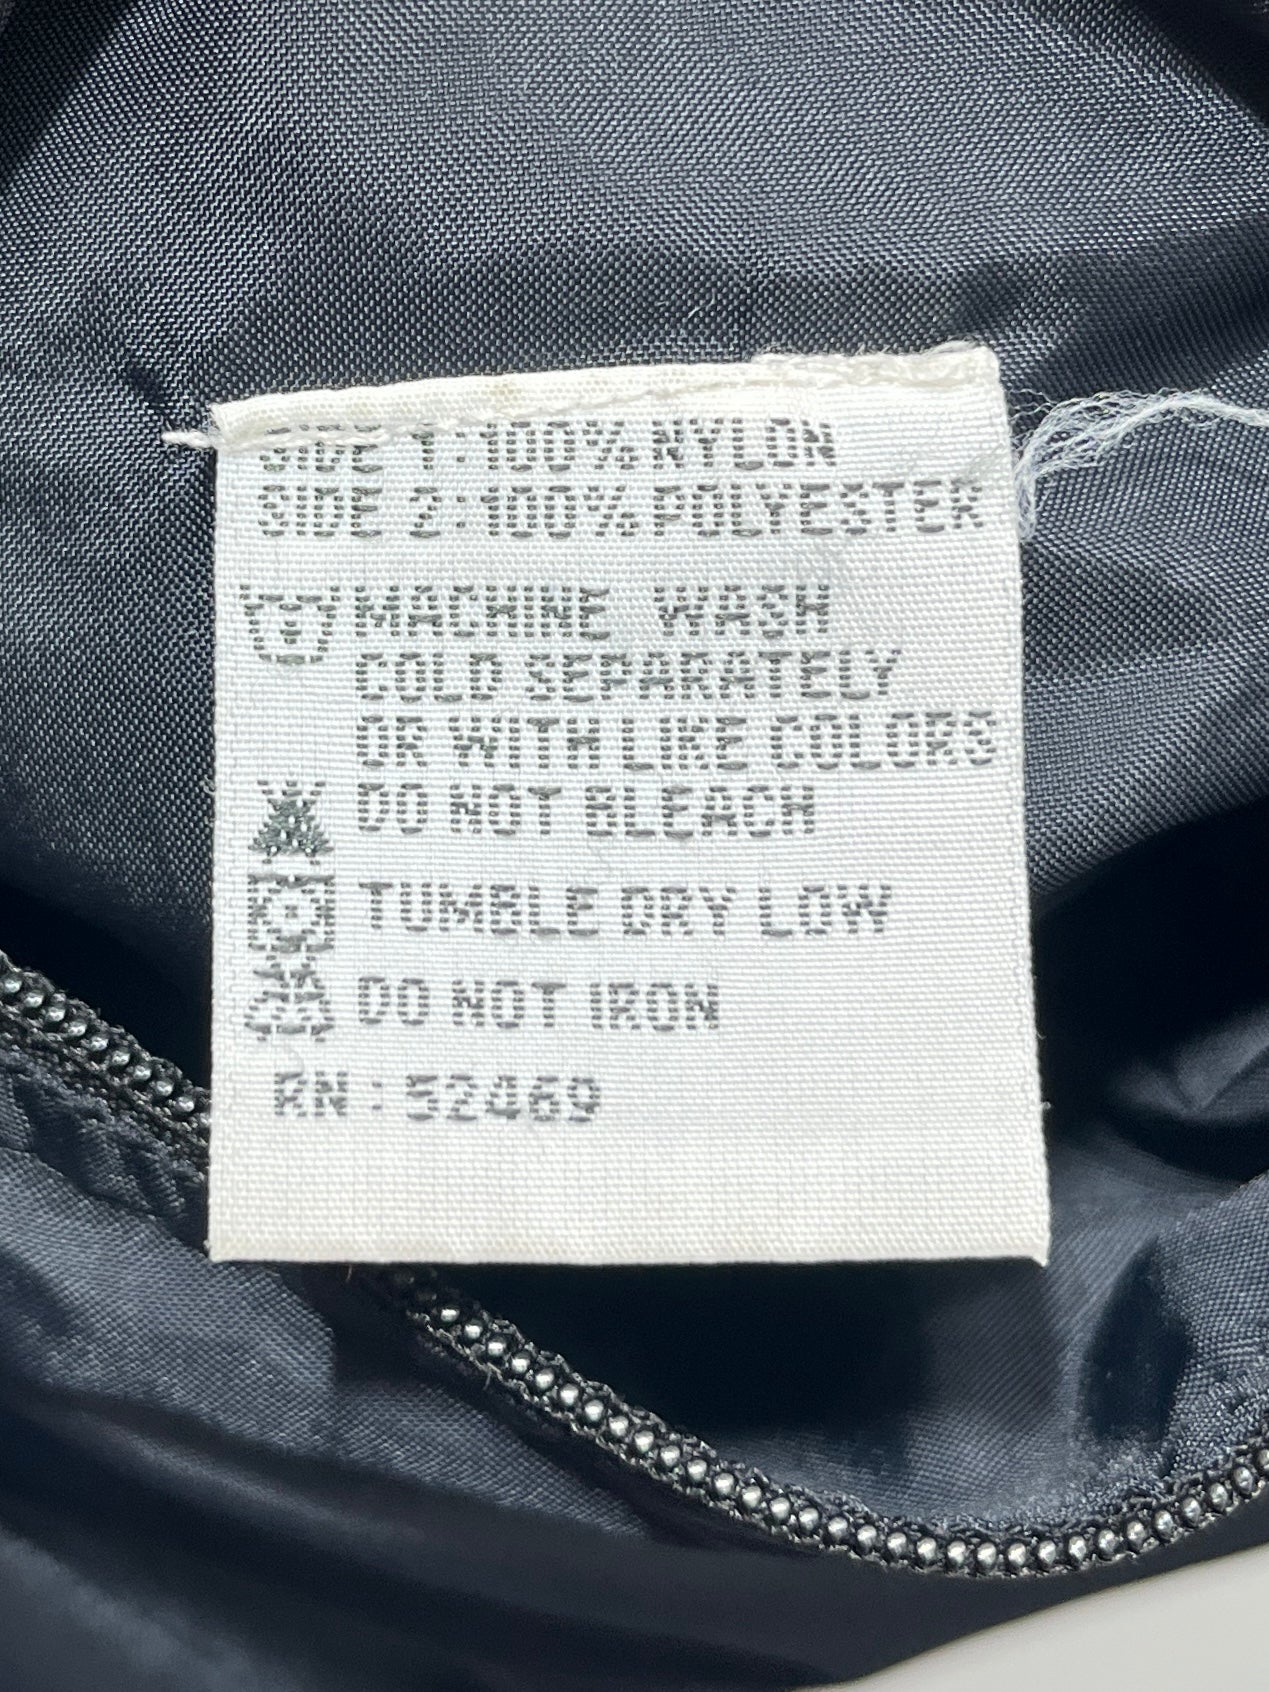 SIDE 1:100% NYLON
SIDE 2:100% POLYESTER
MACHINE WASH
COLD SEPARATELY
OR WITH LIKE COLORS
DO NOT BLEACH
TUMBLE DRY LOW
DO NOT IRON
RN : 52469